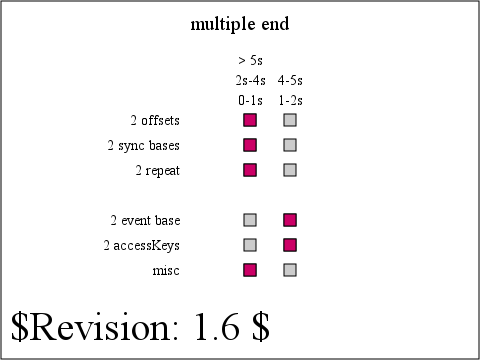 multiple end
> 5s
2s-4s 4-5s
0-1s 1-2s
2 offsets
2 sync bases
2 repeat
2 event base
2 accessKeys
misc
$Revision: 1.6 $